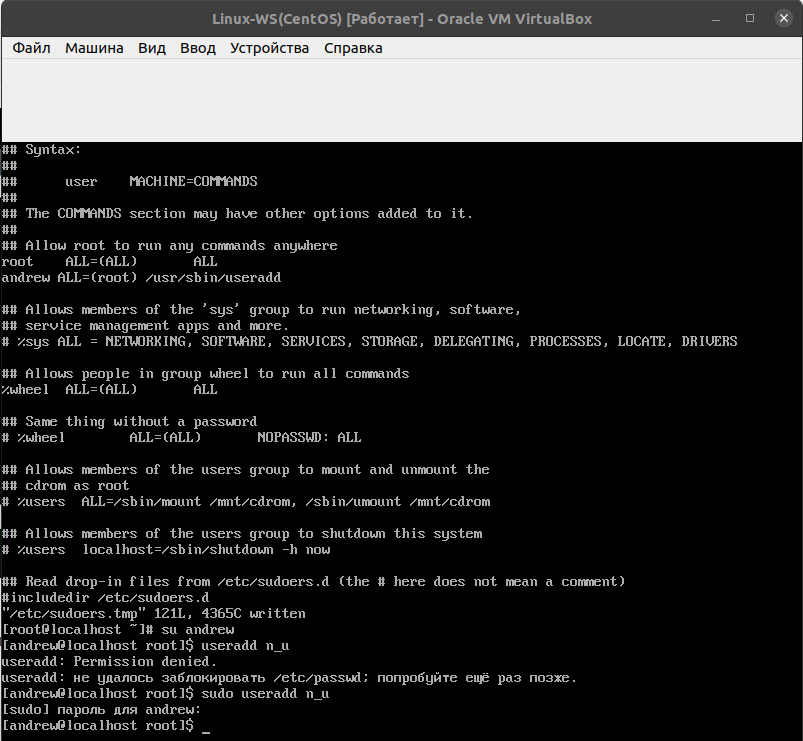 Linux-WS(CentOS) [Работает] - Oracle VM VirtualBox
Файл Машина Вид Ввод Устройства Справка
## Syntax:
##
##      user    MACHINE=COMMANDS
##
## The COMMANDS section may have other options added to it.
##
## Allow root to run any commands anywhere
root    ALL=(ALL)       ALL
andrew ALL=(root) /usr/sbin/useradd
## Allows members of the 'sys' group to run networking, software,
## service management apps and more.
# %sys ALL = NETWORKING, SOFTWARE, SERVICES, STORAGE, DELEGATING, PROCESSES, LOCATE, DRIVERS
## Allows people in group wheel to run all commands
%wheel  ALL=(ALL)       ALL
## Same thing without a password
# %wheel        ALL=(ALL)       NOPASSWD: ALL
## Allows members of the users group to mount and unmount the
## cdrom as root
# %users  ALL=/sbin/mount /mnt/cdrom, /sbin/umount /mnt/cdrom
## Allows members of the users group to shutdown this system
# %users  localhost=/sbin/shutdown -h now
## Read drop-in files from /etc/sudoers.d (the # here does not mean a comment)
#includedir /etc/sudoers.d
"/etc/sudoers.tmp" 121L, 4365C written
[root@localhost ~]# su andrew
[andrew@localhost root]$ useradd n_u
useradd: Permission denied.
useradd: не удалось заблокировать /etc/passwd; попробуйте ещё раз позже.
[andrew@localhost root]$ sudo useradd n_u
[sudo] пароль для andrew:
[andrew@localhost root]$ _